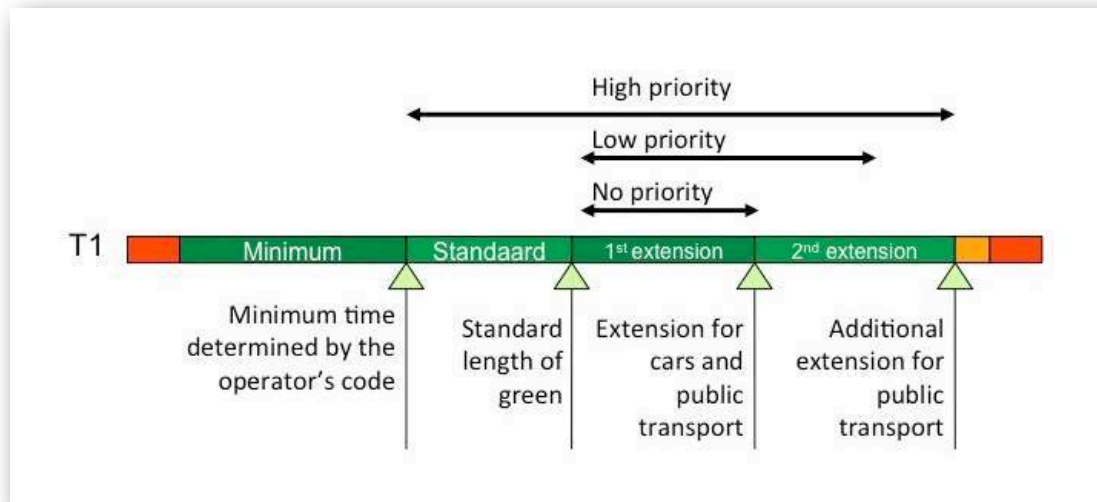 High priority
Low priority
No priority
T1
Minimum
Standaard
1st extension
2nd extension
Minimum time
determined by the
operator's code
Standard
length of
green
Extension for
cars and
public
transport
Additional
extension for
public
transport